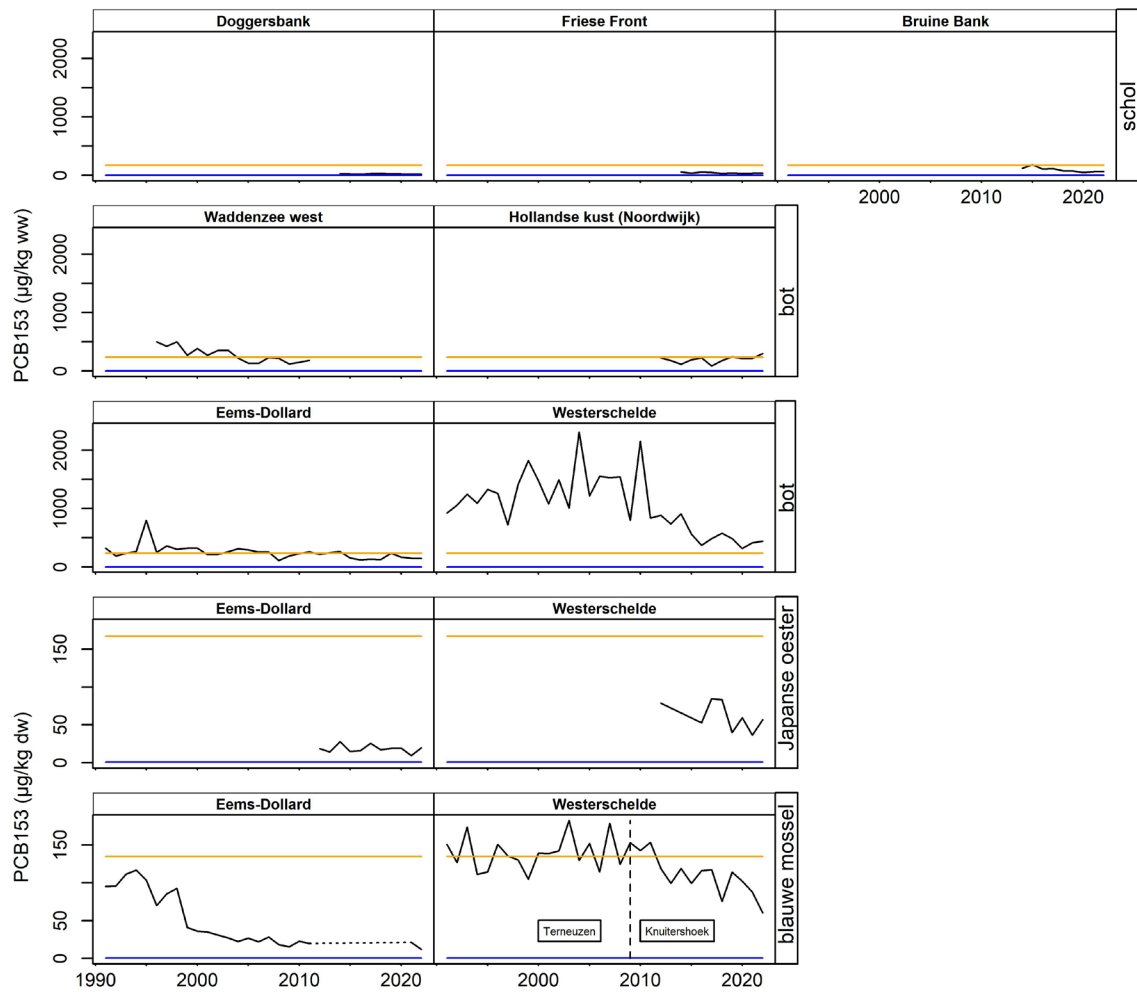 Doggersbank Friese Front Bruine Bank
2000
1000
0
schol
2000 2010 2020
Waddenzee west Hollandse kust (Noordwijk)
PCB153 (µg/kg ww)
2000
1000
0
bot
Eems-Dollard Westerschelde
2000
1000
0
bot
Eems-Dollard Westerschelde
150
50
0
Japanse oester
PCB153 (µg/kg dw)
Eems-Dollard Westerschelde
150
50
0
Terneuzen Knuitershoek
blauwe mossel
1990 2000 2010 2020 2000 2010 2020